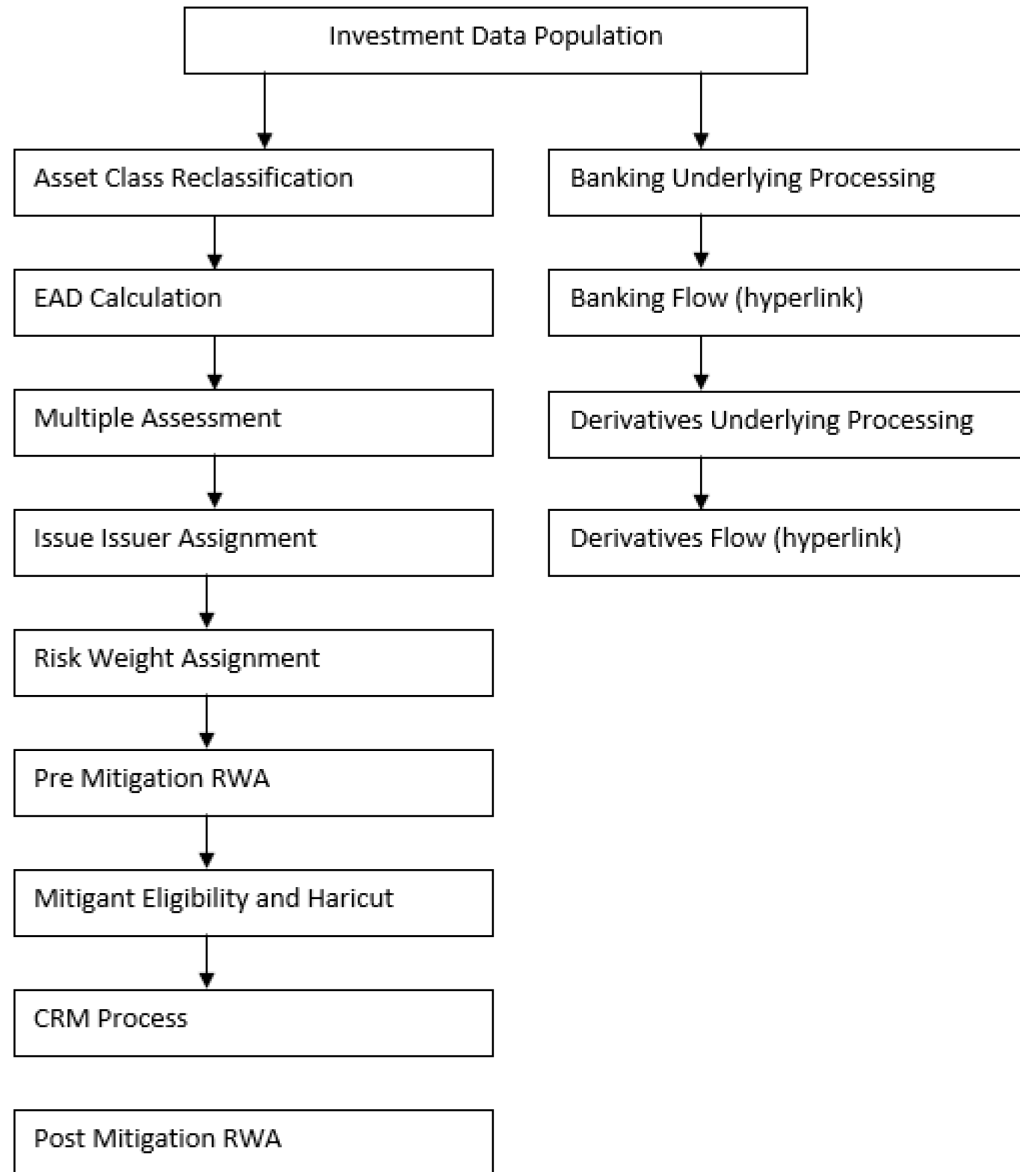 Investment Data Population
Asset Class Reclassification
EAD Calculation
Multiple Assessment
Issue Issuer Assignment
Risk Weight Assignment
Pre Mitigation RWA
Mitigant Eligibility and Haricut
CRM Process
Post Mitigation RWA
Banking Underlying Processing
Banking Flow (hyperlink)
Derivatives Underlying Processing
Derivatives Flow (hyperlink)